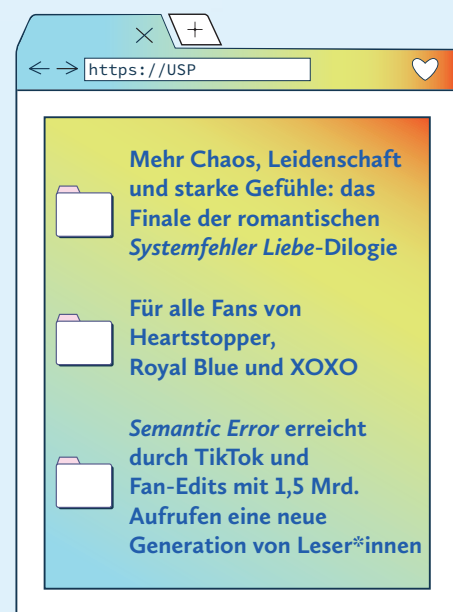 https://USP
Mehr Chaos, Leidenschaft
und starke Gefühle: das
Finale der romantischen
Systemfehler Liebe-Dilogie
Für alle Fans von
Heartstopper,
Royal Blue und XOXO
Semantic Error erreicht
durch TikTok und
Fan-Edits mit 1,5 Mrd.
Aufrufen eine neue
Generation von Leser*innen